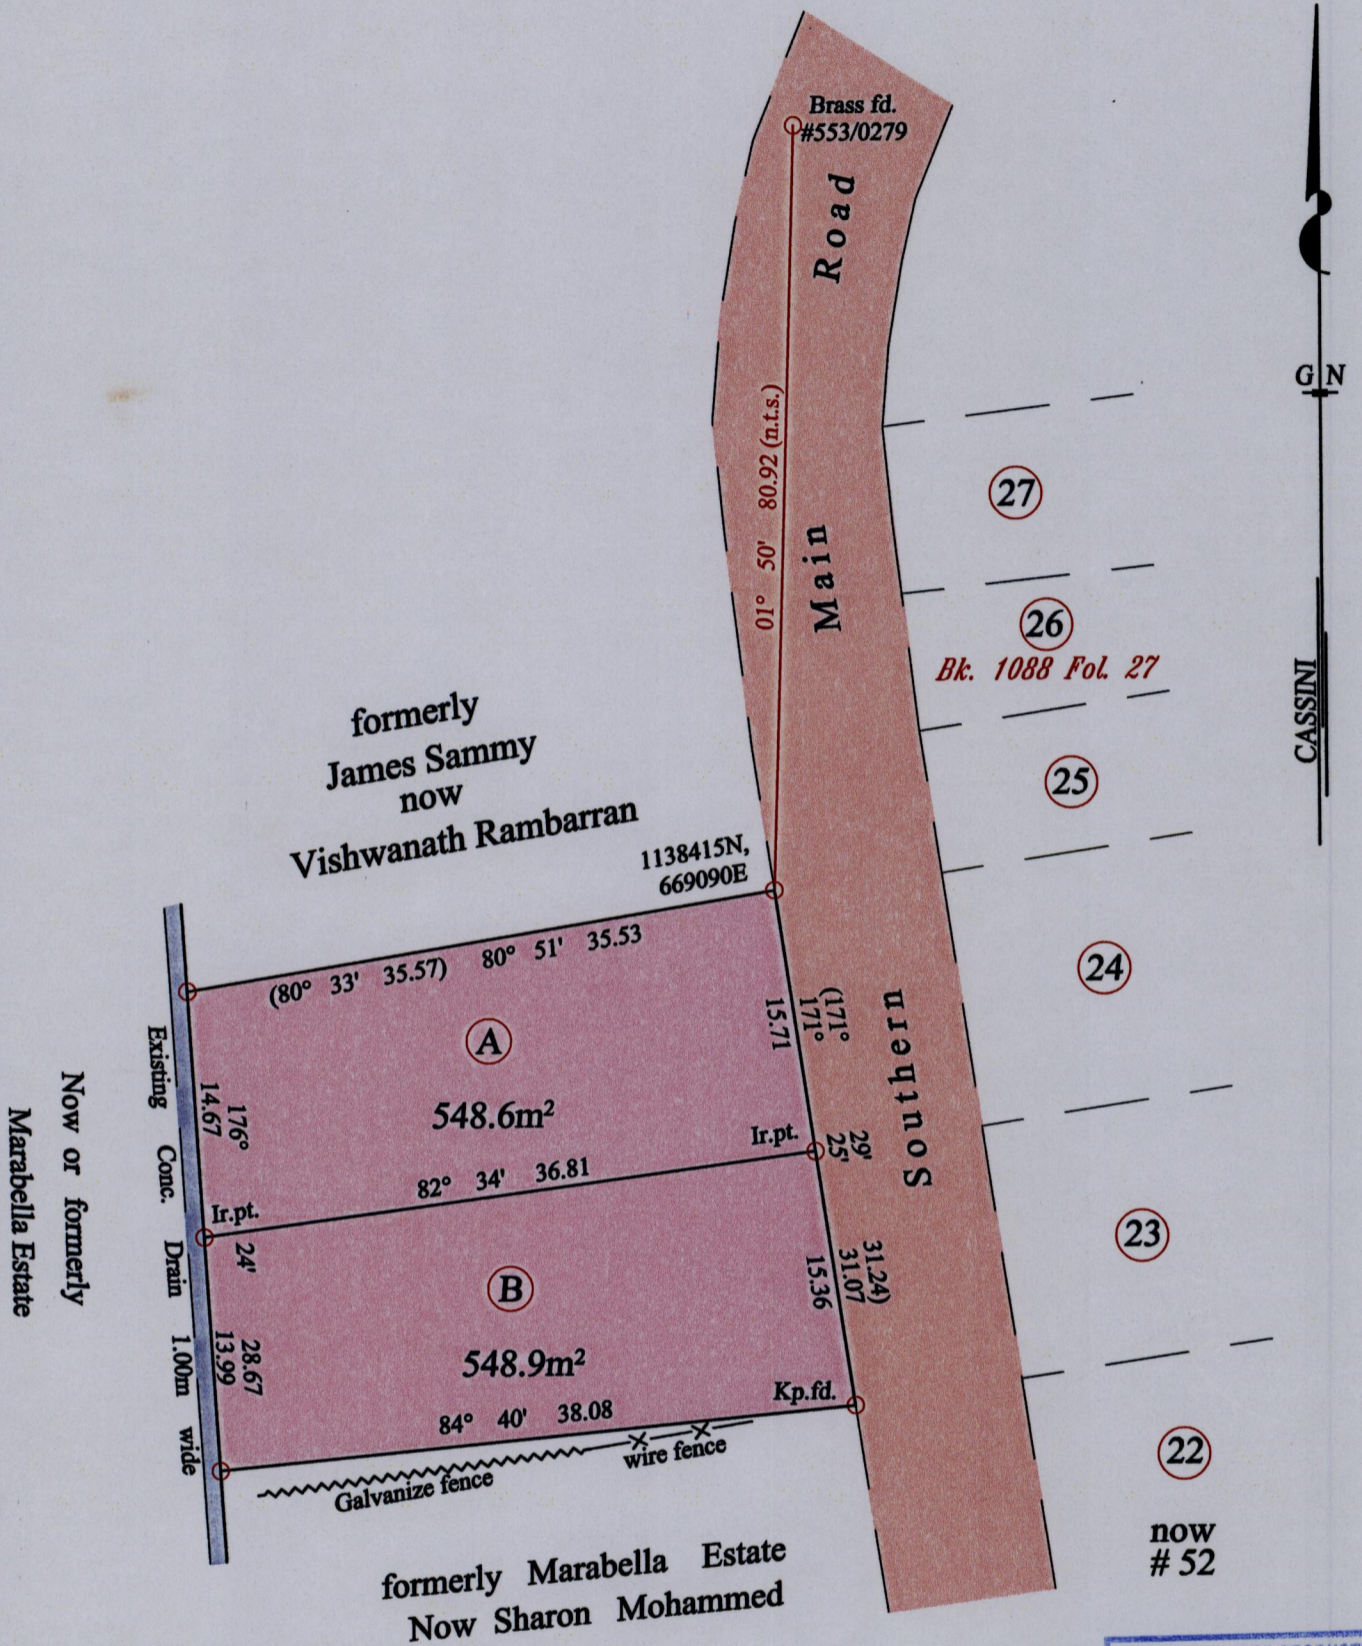 Brass fd.
#553/0279
Road
01° 50' 80.92 (n.t.s.)
Main
Southern
G N
CASSINI
27
26
Bk. 1088 Fol. 27
25
24
23
22
now
# 52
formerly
James Sammy
now
Vishwanath Rambarran
1138415N,
669090E
(80° 33' 35.57) 80° 51' 35.53
A
548.6m²
15.71
(171° 29' 31.24)
171° 25' 31.07
Ir.pt.
82° 34' 36.81
Ir.pt.
14.67
176° 24' 28.67
13.99
B
548.9m²
15.36
Kp.fd.
84° 40' 38.08
wire fence
Galvanize fence
Existing Conc. Drain 1.00m wide
Now or formerly
Marabella Estate
formerly Marabella Estate
Now Sharon Mohammed